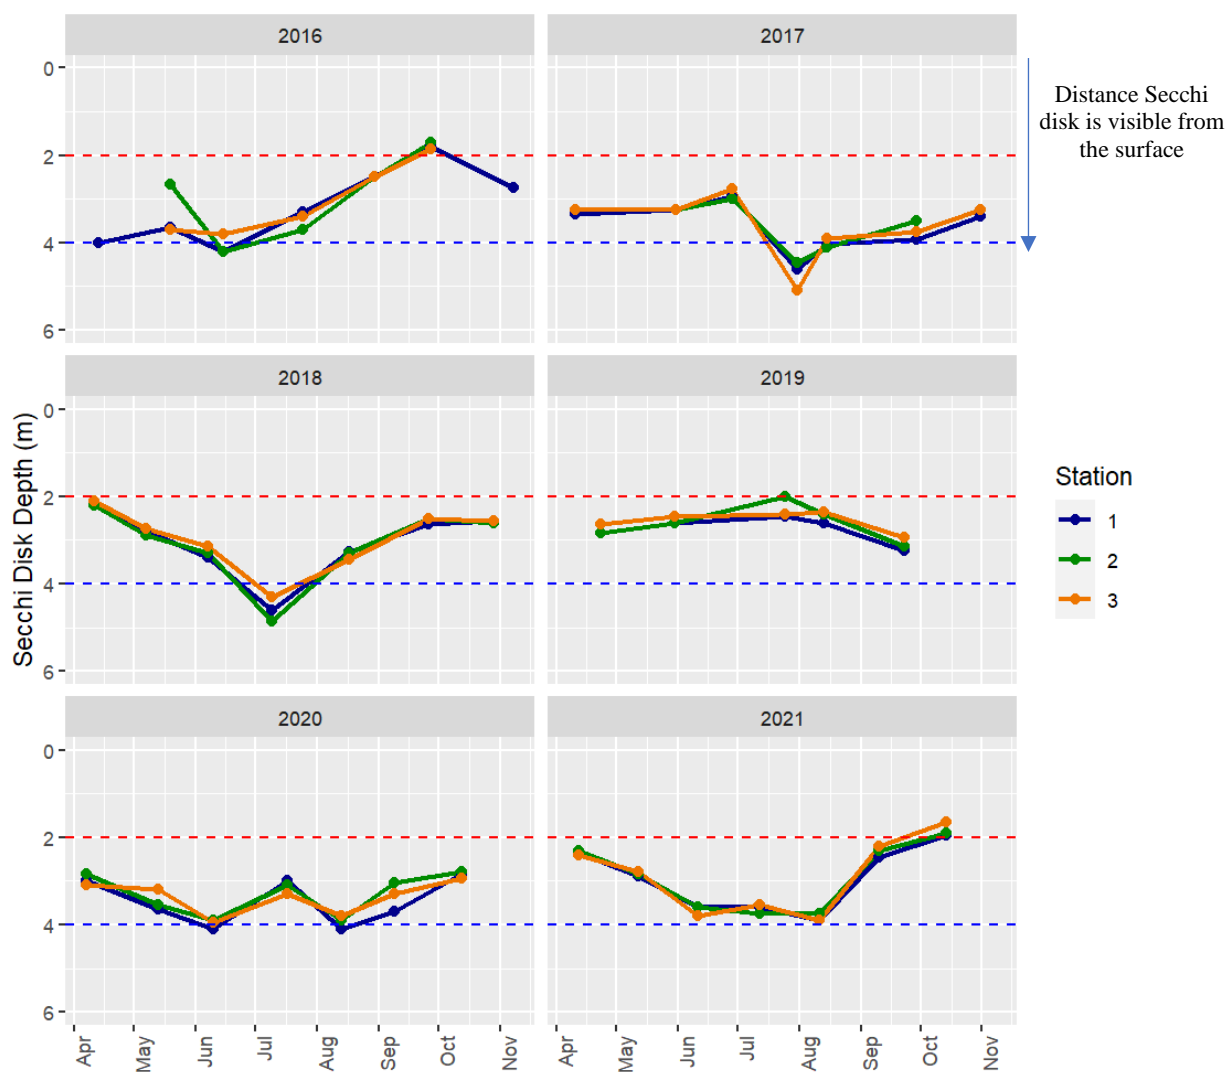 2016
2017
0
2
4
6
Distance Secchi
disk is visible from
the surface
2018
2019
0
2
4
6
Secchi Disk Depth (m)
Station
1
2
3
2020
2021
0
2
4
6
Apr
May
Jun
Jul
Aug
Sep
Oct
Nov
Apr
May
Jun
Jul
Aug
Sep
Oct
Nov